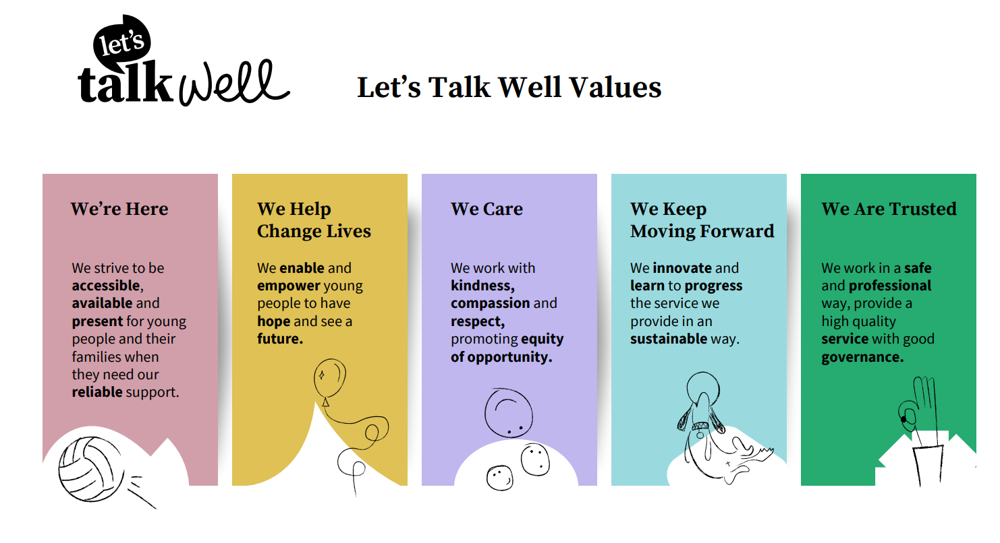 let's
talk well
Let's Talk Well Values
We're Here
We strive to be
accessible,
available and
present for young
people and their
families when
they need our
reliable support.
We Help
Change Lives
We enable and
empower young
people to have
hope and see a
future.
We Care
We work with
kindness,
compassion and
respect,
promoting equity
of opportunity.
We Keep
Moving Forward
We innovate and
learn to progress
the service we
provide in an
sustainable way.
We Are Trusted
We work in a safe
and professional
way, provide a
high quality
service with good
governance.